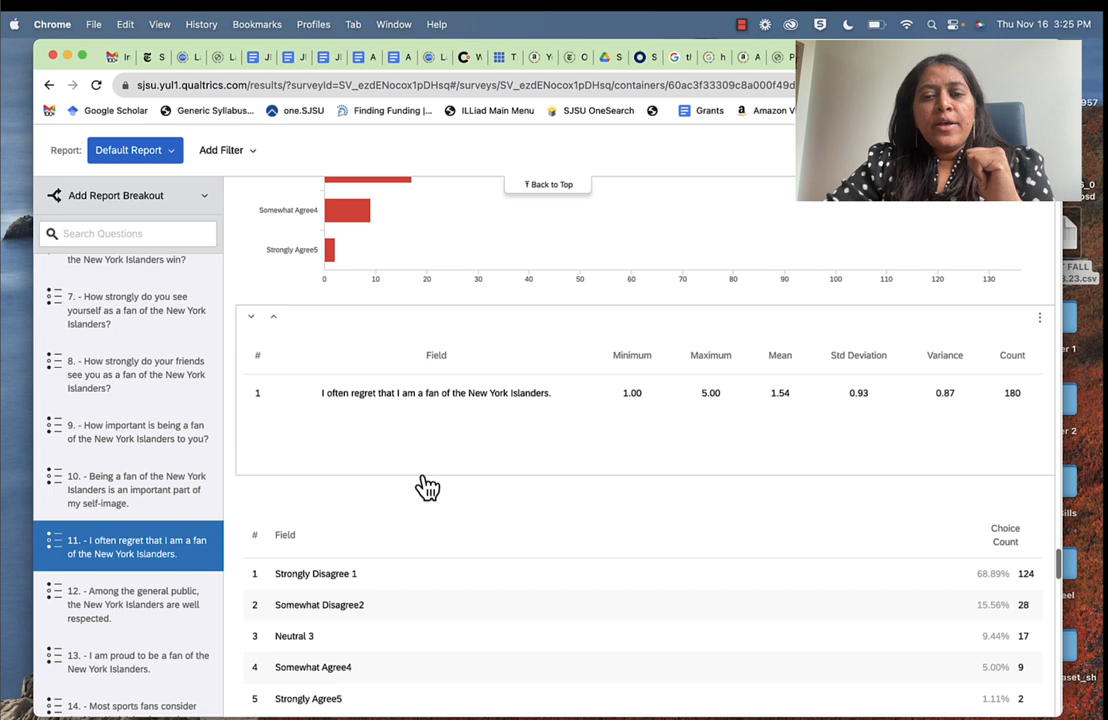 Chrome File Edit View History Bookmarks Profiles Tab Window Help Thu Nov 16 3:25 PM
sjsu.yul1.qualtrics.com/results/?surveyId=SV_ezdENocox1pDHsq#/surveys/SV_ezdENocox1pDHsq/containers/60ac3f33309c8a000f49d
Google Scholar Generic Syllabus... one.SJSU Finding Funding |... ILLiad Main Menu SJSU OneSearch Grants Amazon V
957
Report: Default Report Add Filter
Add Report Breakout
Search Questions
the New York Islanders win?
7. - How strongly do you see
yourself as a fan of the New York
Islanders?
8. - How strongly do your friends
see you as a fan of the New York
Islanders?
9. - How important is being a fan
of the New York Islanders to you?
10. - Being a fan of the New York
Islanders is an important part of
my self-image.
11. - I often regret that I am a fan
of the New York Islanders.
12. - Among the general public,
the New York Islanders are well
respected.
13. - I am proud to be a fan of the
New York Islanders.
14. - Most sports fans consider
Back to Top
Somewhat Agree4
Strongly Agree5
0 10 20 30 40 50 60 70 80 90 100 110 120 130
# Field Minimum Maximum Mean Std Deviation Variance Count
1 I often regret that I am a fan of the New York Islanders. 1.00 5.00 1.54 0.93 0.87 180
# Field Choice
Count
1 Strongly Disagree 1 68.89% 124
2 Somewhat Disagree2 15.56% 28
3 Neutral 3 9.44% 17
4 Somewhat Agree4 5.00% 9
5 Strongly Agree5 1.11% 2
FALL